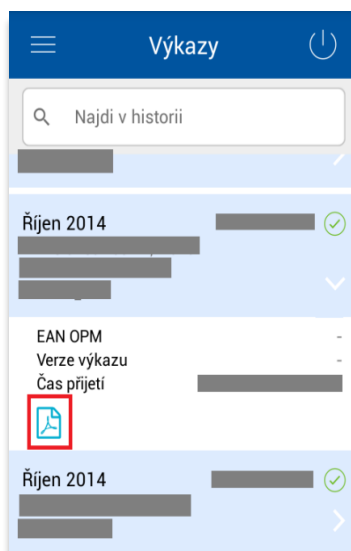 Výkazy
Najdi v historii
Říjen 2014
EAN OPM -
Verze výkazu -
Čas přijetí
Říjen 2014